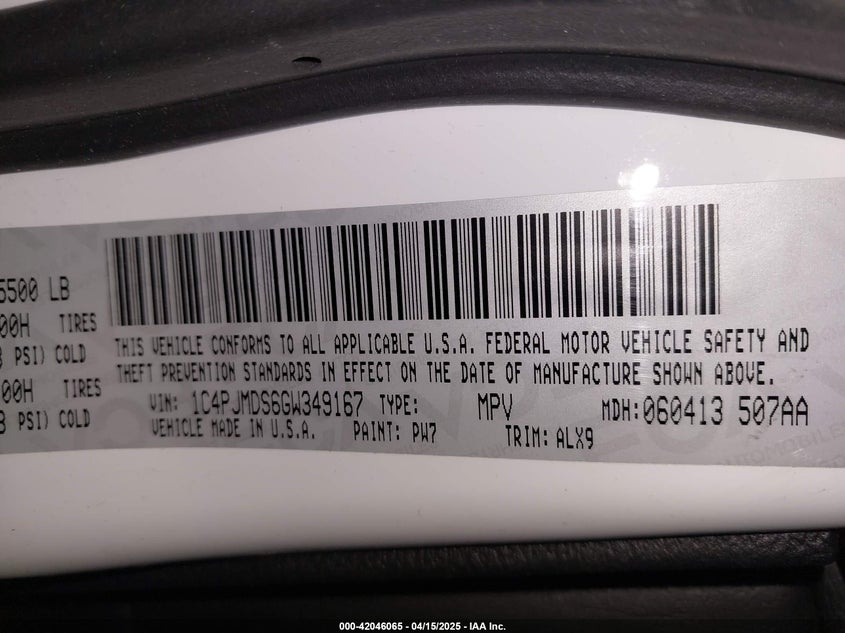 5500 LB
00H TIRES
PSI) COLD
00H TIRES
PSI) COLD
THIS VEHICLE CONFORMS TO ALL APPLICABLE U.S.A. FEDERAL MOTOR VEHICLE SAFETY AND
THEFT PREVENTION STANDARDS IN EFFECT ON THE DATE OF MANUFACTURE SHOWN ABOVE.
VIN: 1C4PJMDS6GW349167 TYPE: MPV MDH: 060413 507AA
VEHICLE MADE IN U.S.A. PAINT: PW7 TRIM: ALX9
000-42046065 - 04/15/2025 - IAA Inc.